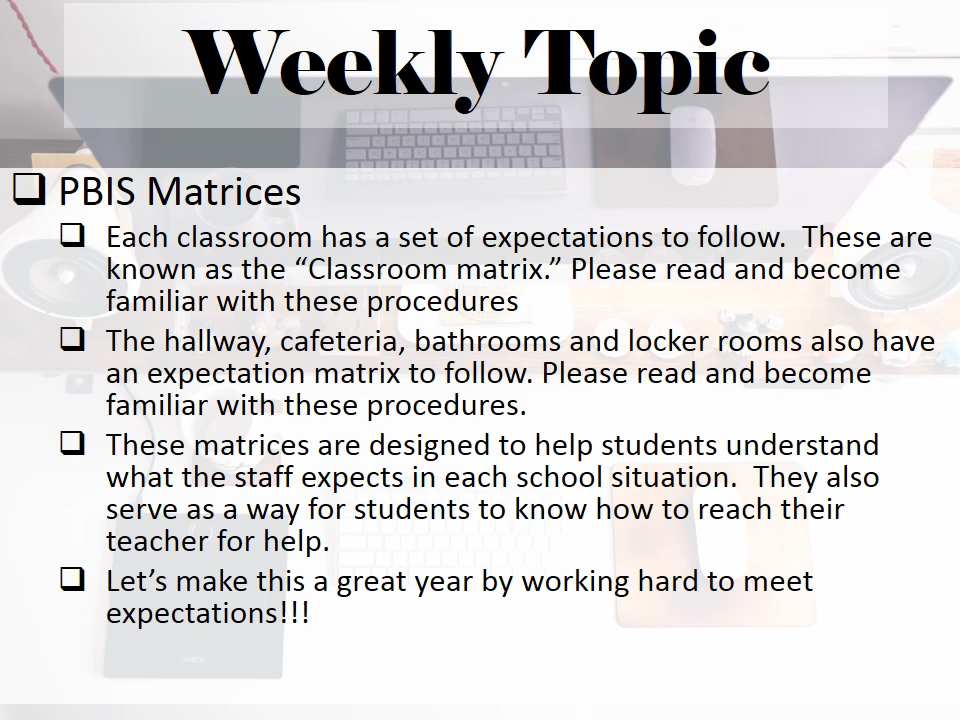 Weekly Topic
❑ PBIS Matrices
❑ Each classroom has a set of expectations to follow.  These are
known as the “Classroom matrix.” Please read and become
familiar with these procedures
❑ The hallway, cafeteria, bathrooms and locker rooms also have
an expectation matrix to follow. Please read and become
familiar with these procedures.
❑ These matrices are designed to help students understand
what the staff expects in each school situation.  They also
serve as a way for students to know how to reach their
teacher for help.
❑ Let’s make this a great year by working hard to meet
expectations!!!